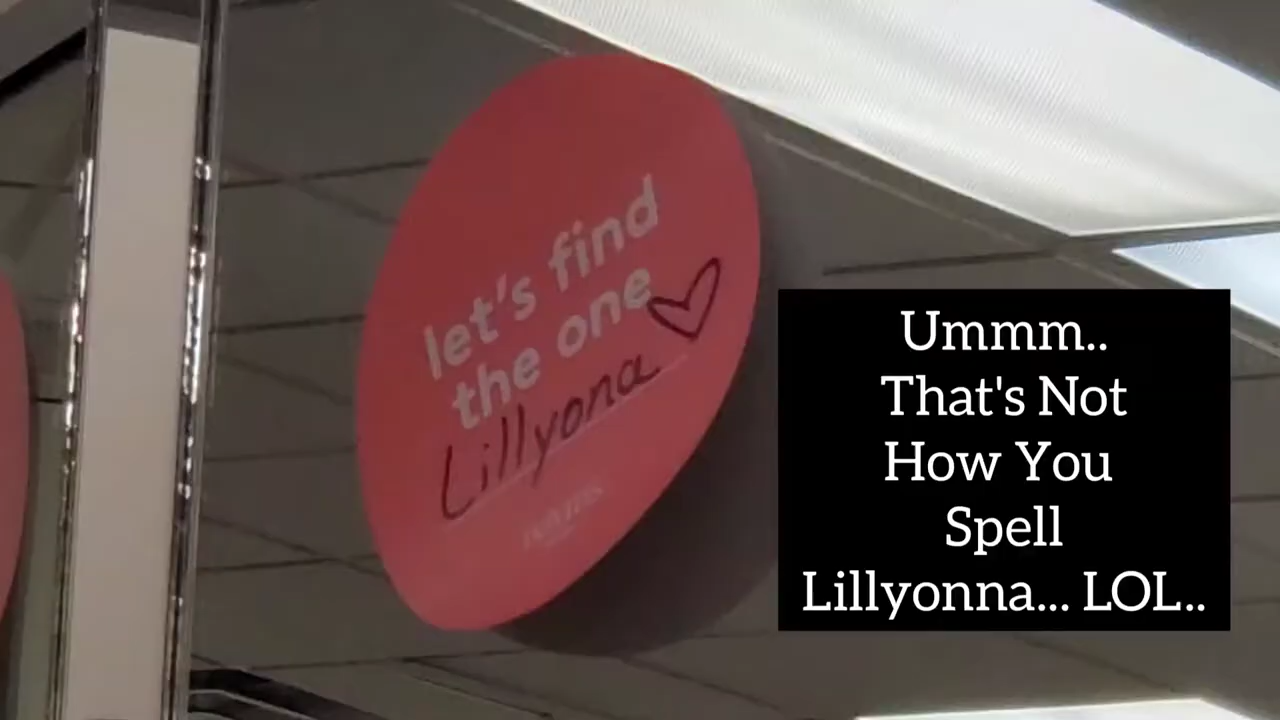 let's find
the one
Lillyona
Ummm..
That's Not
How You
Spell
Lillyonna... LOL..